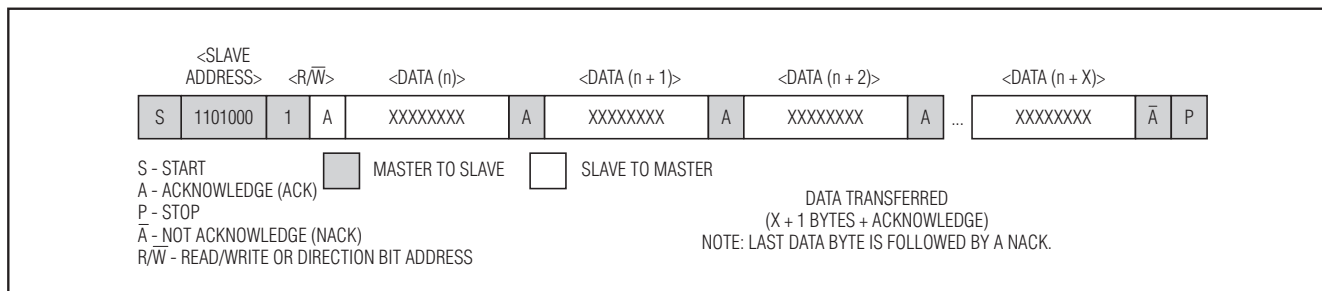 <SLAVE
ADDRESS> <R/W̅> <DATA (n)> <DATA (n + 1)> <DATA (n + 2)> <DATA (n + X)>
S 1101000 1 A XXXXXXXX A XXXXXXXX A XXXXXXXX A ... XXXXXXXX A̅ P
S - START
MASTER TO SLAVE SLAVE TO MASTER
A - ACKNOWLEDGE (ACK)
P - STOP
A̅ - NOT ACKNOWLEDGE (NACK)
R/W̅ - READ/WRITE OR DIRECTION BIT ADDRESS
DATA TRANSFERRED
(X + 1 BYTES + ACKNOWLEDGE)
NOTE: LAST DATA BYTE IS FOLLOWED BY A NACK.